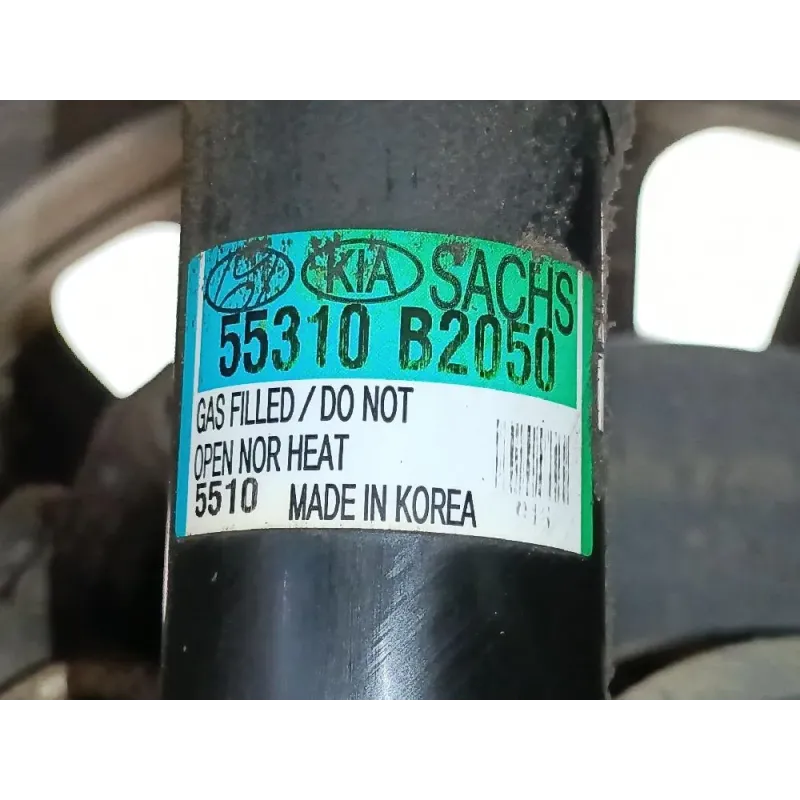 KIA SACHS
55310 B2050
GAS FILLED / DO NOT
OPEN NOR HEAT
5510 MADE IN KOREA